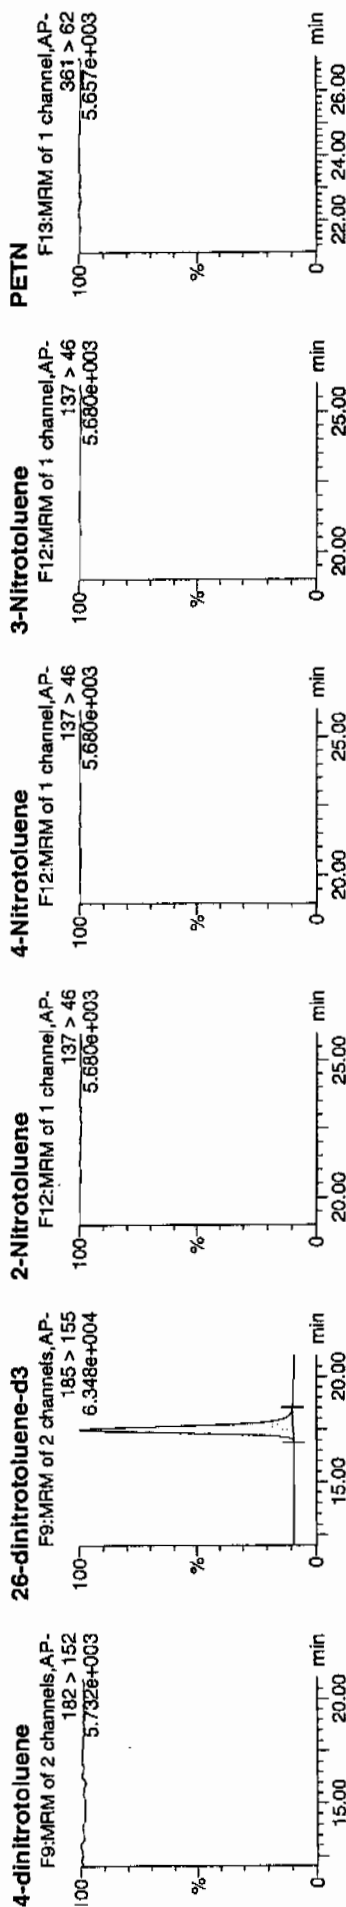 4-dinitrotoluene
F9:MRM of 2 channels,AP-
182 > 152
5.732e+003
100
%
0
15.00 20.00 min
26-dinitrotoluene-d3
F9:MRM of 2 channels,AP-
185 > 155
6.348e+004
100
%
0
15.00 20.00 min
2-Nitrotoluene
F12:MRM of 1 channel,AP-
137 > 46
5.680e+003
100
%
0
20.00 25.00 min
4-Nitrotoluene
F12:MRM of 1 channel,AP-
137 > 46
5.680e+003
100
%
0
20.00 25.00 min
3-Nitrotoluene
F12:MRM of 1 channel,AP-
137 > 46
5.680e+003
100
%
0
20.00 25.00 min
PETN
F13:MRM of 1 channel,AP-
361 > 62
5.657e+003
100
%
0
22.00 24.00 26.00 min